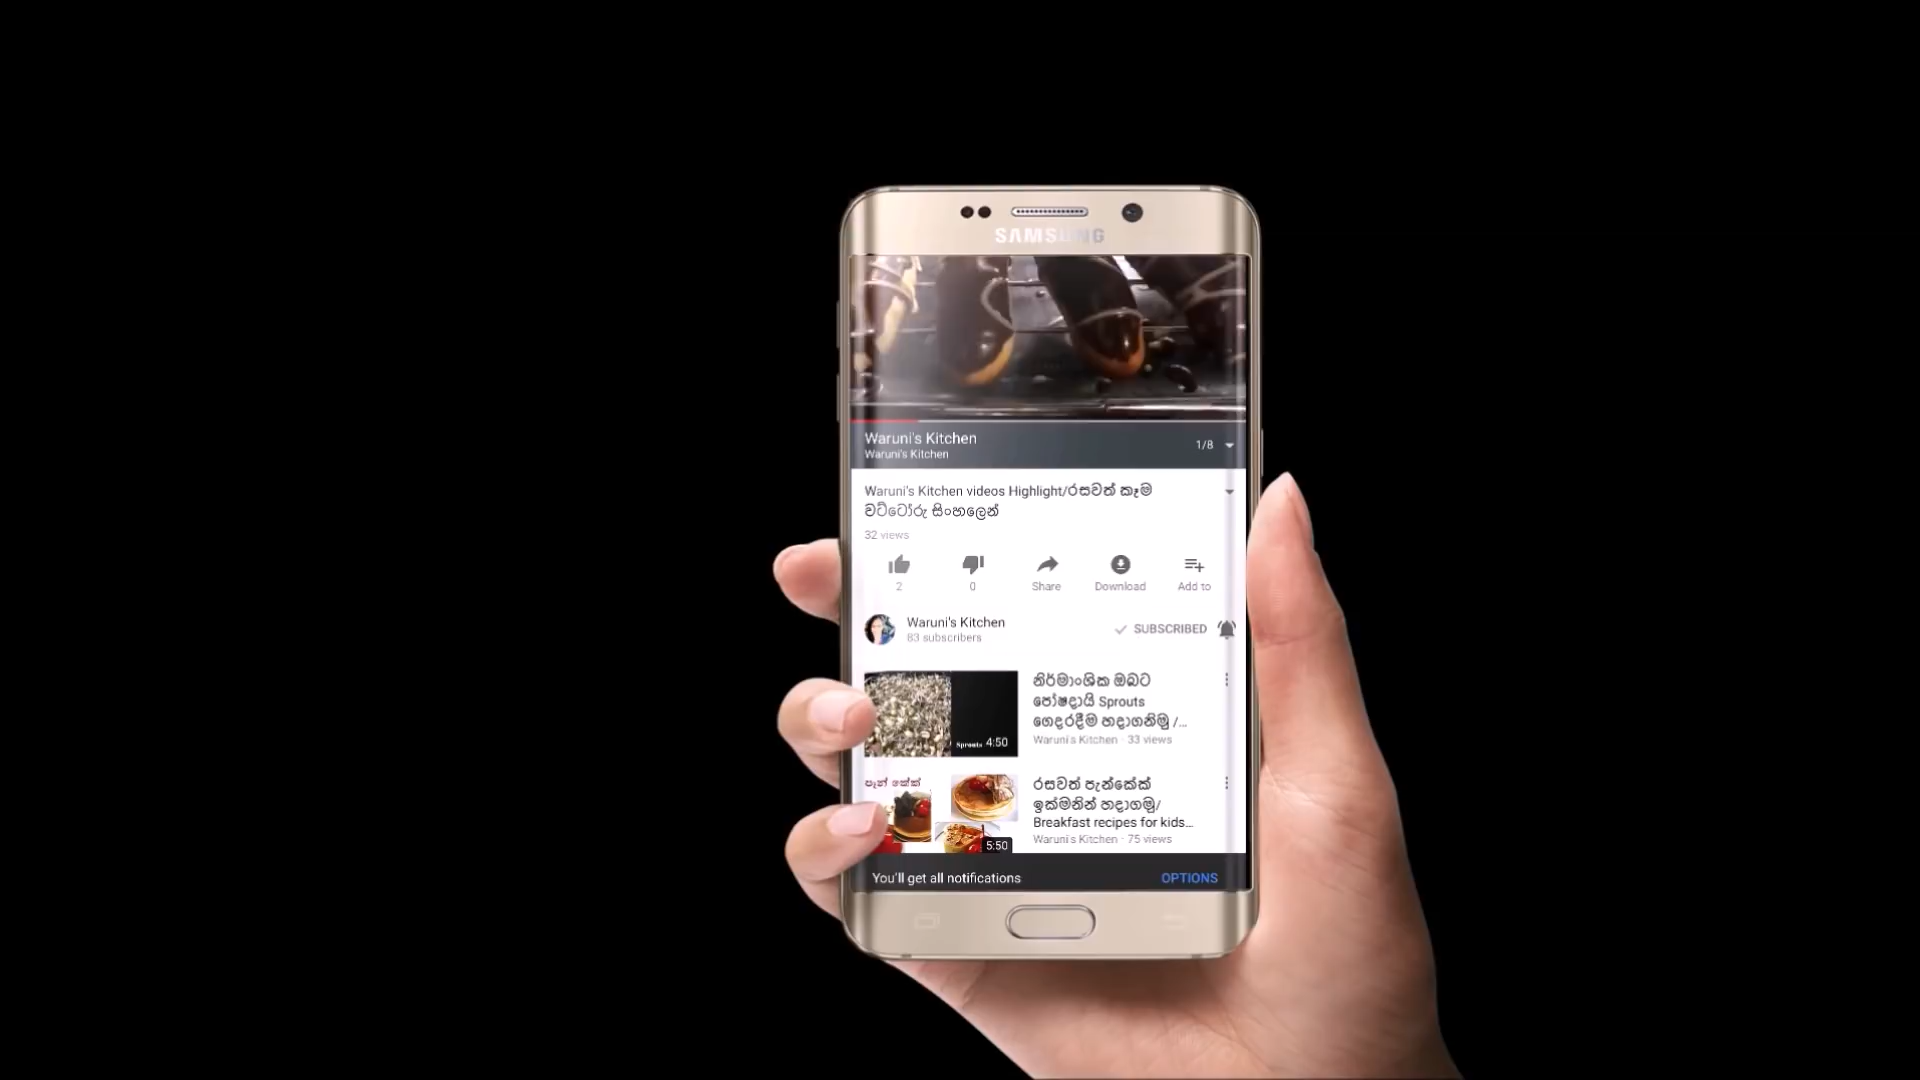 SAMSUNG
Waruni's Kitchen
1/8
Waruni's Kitchen
Waruni's Kitchen videos Highlight/රසවත් කෑම
වට්ටෝරු සිංහලෙන්
32 views
2
0
Share
Download
Add to
Waruni's Kitchen
83 subscribers
SUBSCRIBED
නිර්මාංශික ඔබට
පෝෂදායි Sprouts
ගෙදරදීම හදාගනිමු /...
Waruni's Kitchen · 33 views
Sprouts 4:50
පෑන් කේක්
රසවත් පැන්කේක්
ඉක්මනින් හදාගමු/
Breakfast recipes for kids...
Waruni's Kitchen · 75 views
5:50
You'll get all notifications
OPTIONS